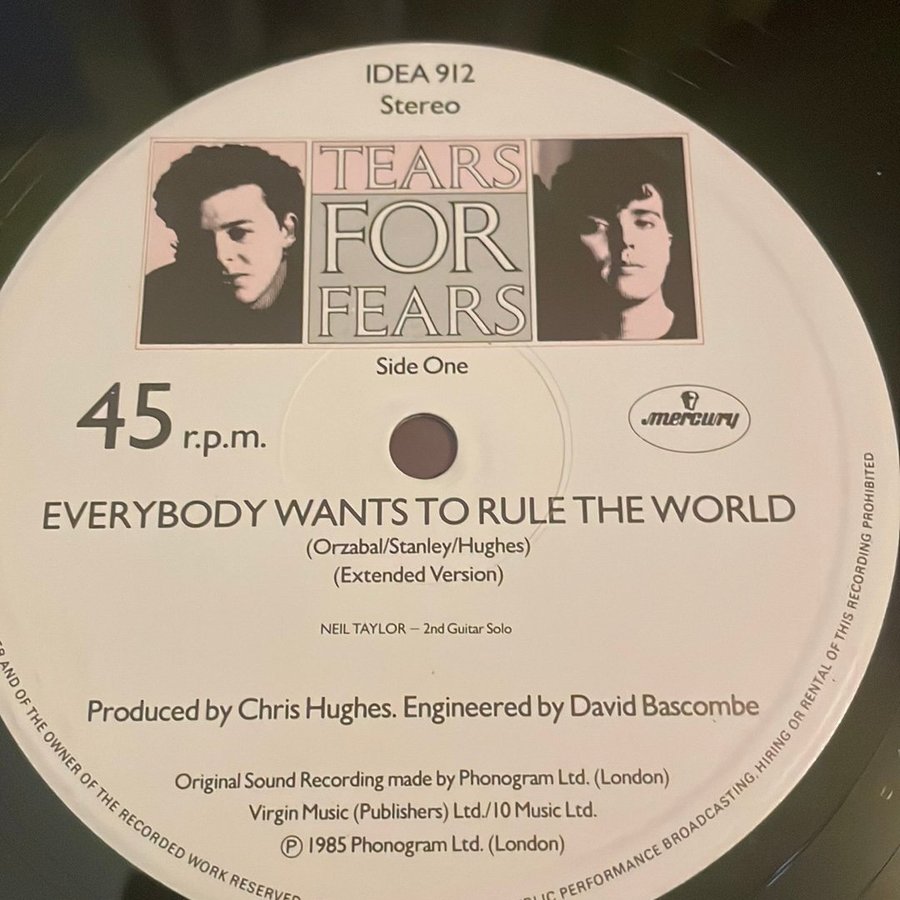 IDEA 912
Stereo
TEARS
FOR
FEARS
Side One
45 r.p.m.
mercury
EVERYBODY WANTS TO RULE THE WORLD
(Orzabal/Stanley/Hughes)
(Extended Version)
NEIL TAYLOR – 2nd Guitar Solo
Produced by Chris Hughes. Engineered by David Bascombe
Original Sound Recording made by Phonogram Ltd. (London)
Virgin Music (Publishers) Ltd./10 Music Ltd.
℗ 1985 Phonogram Ltd. (London)
AND OF THE OWNER OF THE RECORDED WORK RESERVED
PERFORMANCE BROADCASTING, HIRING OR RENTAL OF THIS RECORDING PROHIBITED